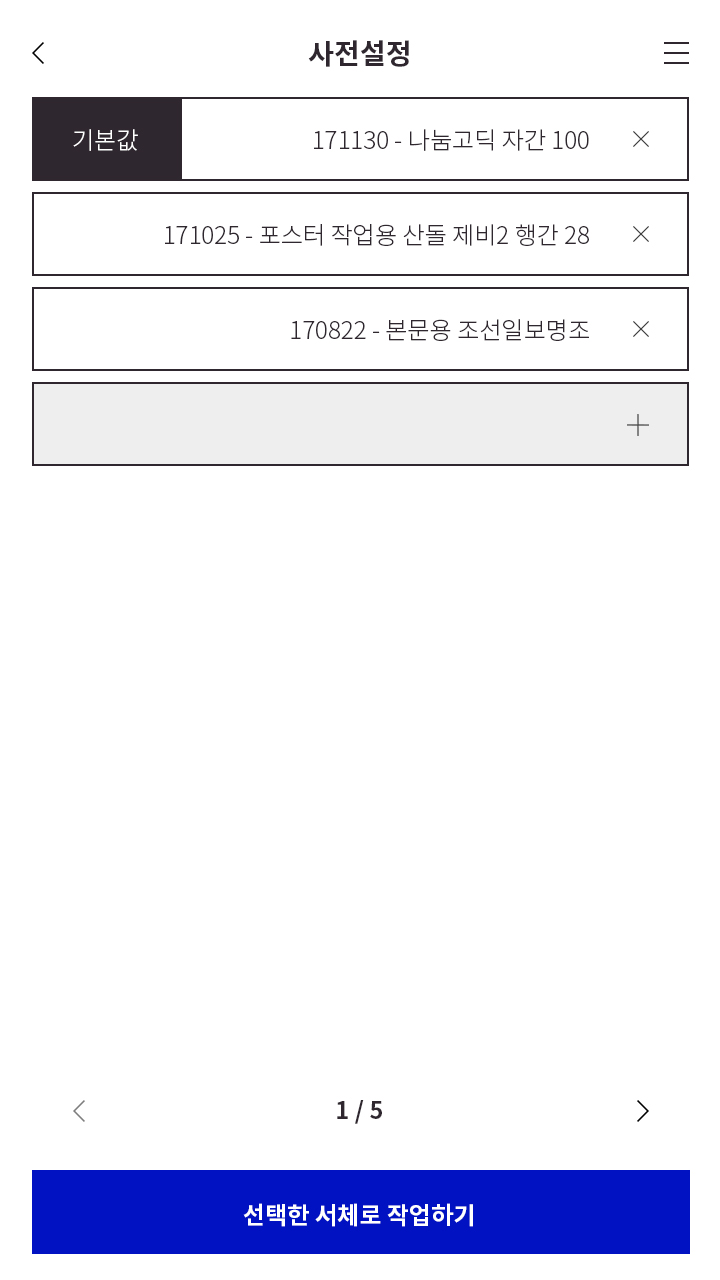 사전설정
기본값 171130 - 나눔고딕 자간 100
171025 - 포스터 작업용 산돌 제비2 행간 28
170822 - 본문용 조선일보명조
1 / 5
선택한 서체로 작업하기